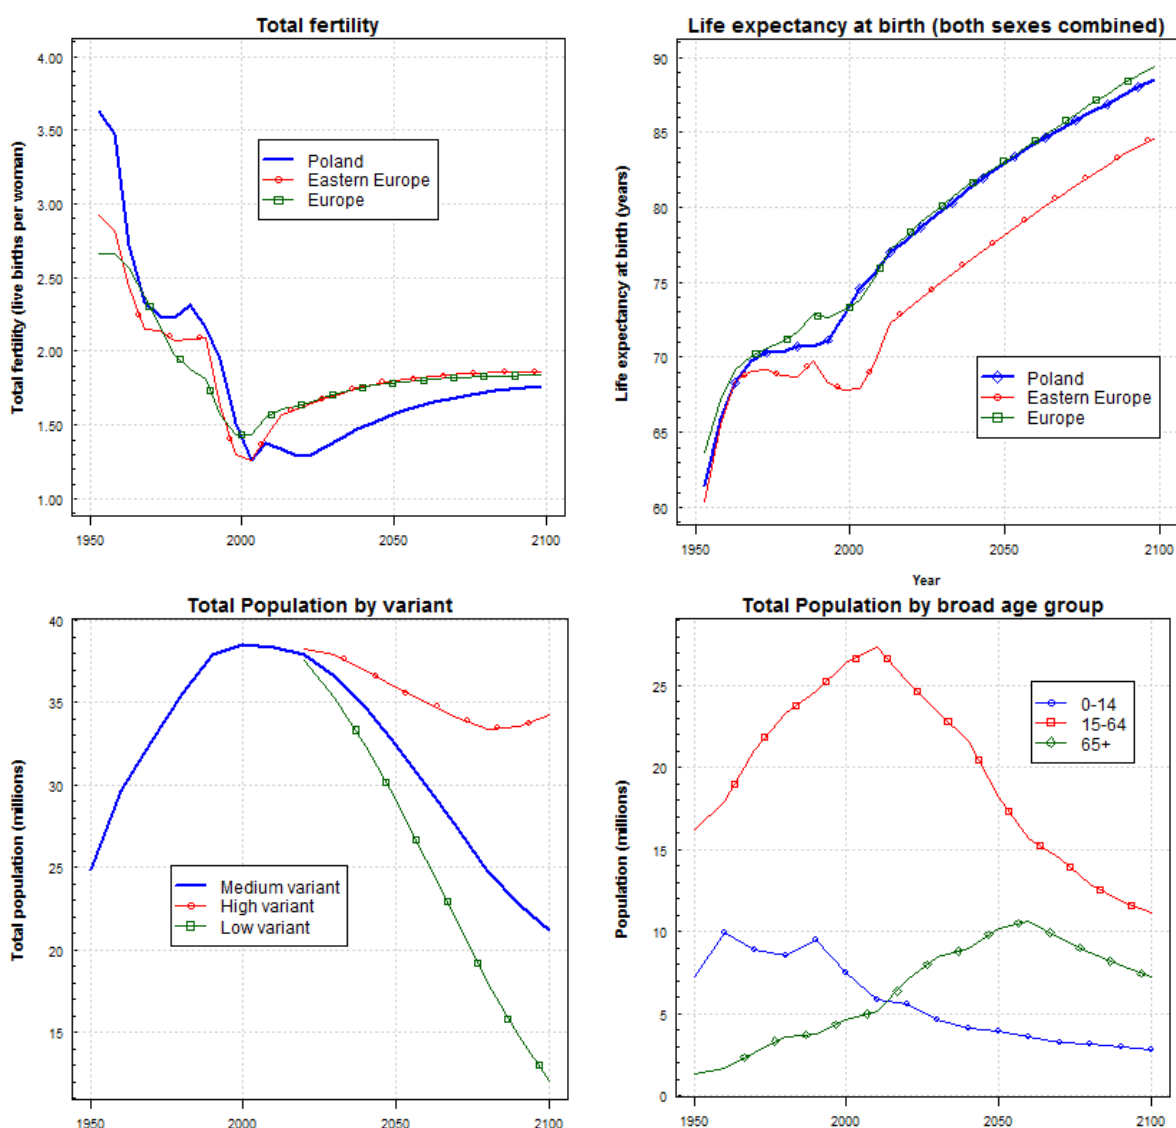 Total fertility
Total fertility (live births per woman)
4.00
3.50
3.00
2.50
2.00
1.50
1.00
Poland
Eastern Europe
Europe
1950
2000
2050
2100
Life expectancy at birth (both sexes combined)
Life expectancy at birth (years)
90
85
80
75
70
65
60
Poland
Eastern Europe
Europe
1950
2000
2050
2100
Year
Total Population by variant
Total population (millions)
40
35
30
25
20
15
Medium variant
High variant
Low variant
1950
2000
2050
2100
Total Population by broad age group
Population (millions)
25
20
15
10
5
0
0-14
15-64
65+
1950
2000
2050
2100